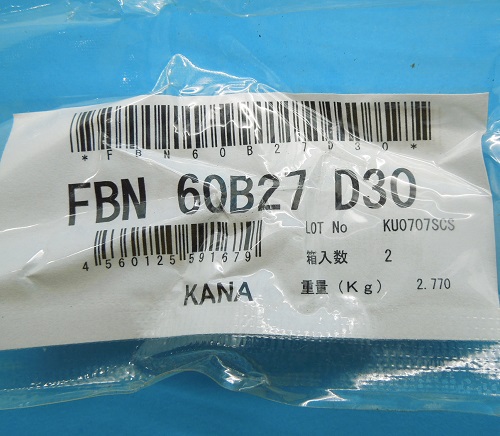 *FBN60B27D30*
FBN 60B27 D30
LOT No KU0707SCS
4560125591679
箱入数 2
KANA
重量(Kg) 2.770